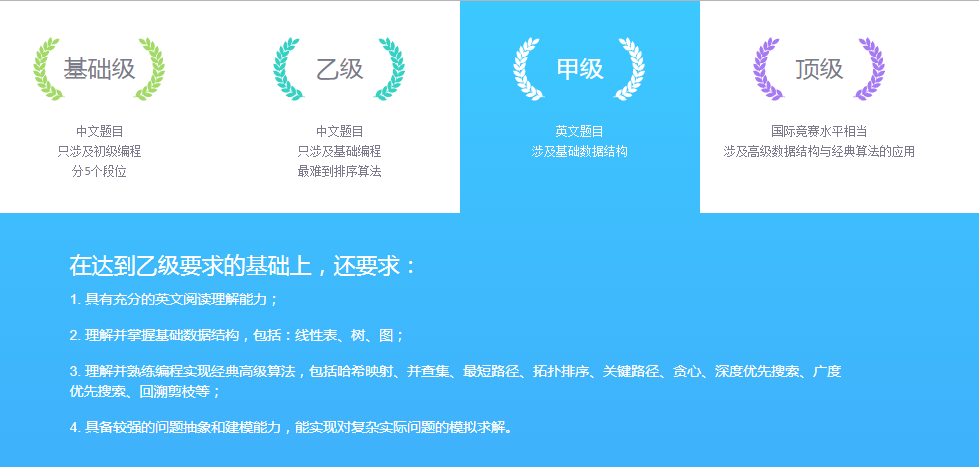 基础级
中文题目
只涉及初级编程
分5个段位
乙级
中文题目
只涉及基础编程
最难到排序算法
甲级
英文题目
涉及基础数据结构
顶级
国际竞赛水平相当
涉及高级数据结构与经典算法的应用
在达到乙级要求的基础上，还要求：
1. 具有充分的英文阅读理解能力；
2. 理解并掌握基础数据结构，包括：线性表、树、图；
3. 理解并熟练编程实现经典高级算法，包括哈希映射、并查集、最短路径、拓扑排序、关键路径、贪心、深度优先搜索、广度
优先搜索、回溯剪枝等；
4. 具备较强的问题抽象和建模能力，能实现对复杂实际问题的模拟求解。